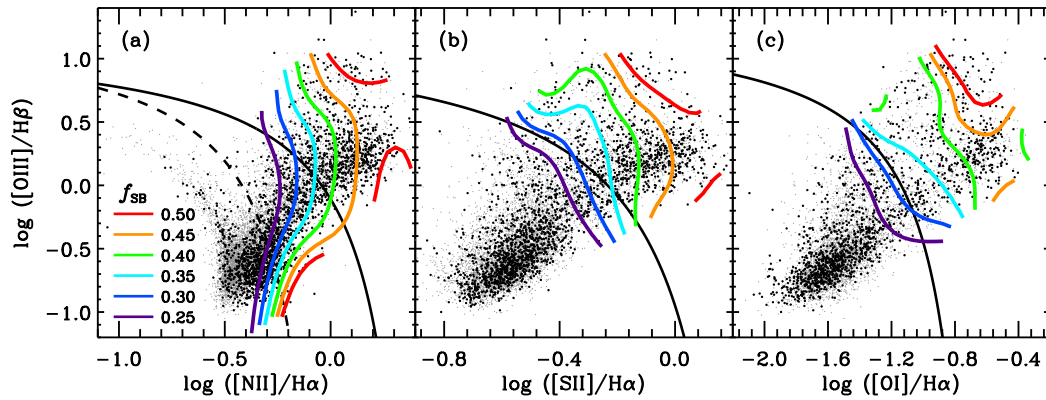 (a)
(b)
(c)
log ([OIII]/Hβ)
1.0
0.5
0.0
−0.5
−1.0
fSB
0.50
0.45
0.40
0.35
0.30
0.25
−1.0 −0.5 0.0
−0.8 −0.4 0.0
−2.0 −1.6 −1.2 −0.8 −0.4
log ([NII]/Hα)
log ([SII]/Hα)
log ([OI]/Hα)